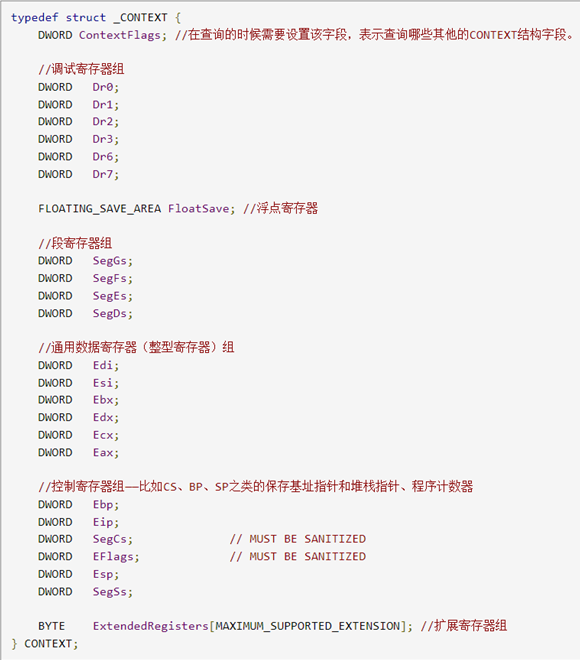 typedef struct _CONTEXT {
DWORD ContextFlags; //在查询的时候需要设置该字段，表示查询哪些其他的CONTEXT结构字段。
//调试寄存器组
DWORD Dr0;
DWORD Dr1;
DWORD Dr2;
DWORD Dr3;
DWORD Dr6;
DWORD Dr7;
FLOATING_SAVE_AREA FloatSave; //浮点寄存器
//段寄存器组
DWORD SegGs;
DWORD SegFs;
DWORD SegEs;
DWORD SegDs;
//通用数据寄存器（整型寄存器）组
DWORD Edi;
DWORD Esi;
DWORD Ebx;
DWORD Edx;
DWORD Ecx;
DWORD Eax;
//控制寄存器组——比如CS、BP、SP之类的保存基址指针和堆栈指针、程序计数器
DWORD Ebp;
DWORD Eip;
DWORD SegCs; // MUST BE SANITIZED
DWORD EFlags; // MUST BE SANITIZED
DWORD Esp;
DWORD SegSs;
BYTE ExtendedRegisters[MAXIMUM_SUPPORTED_EXTENSION]; //扩展寄存器组
} CONTEXT;